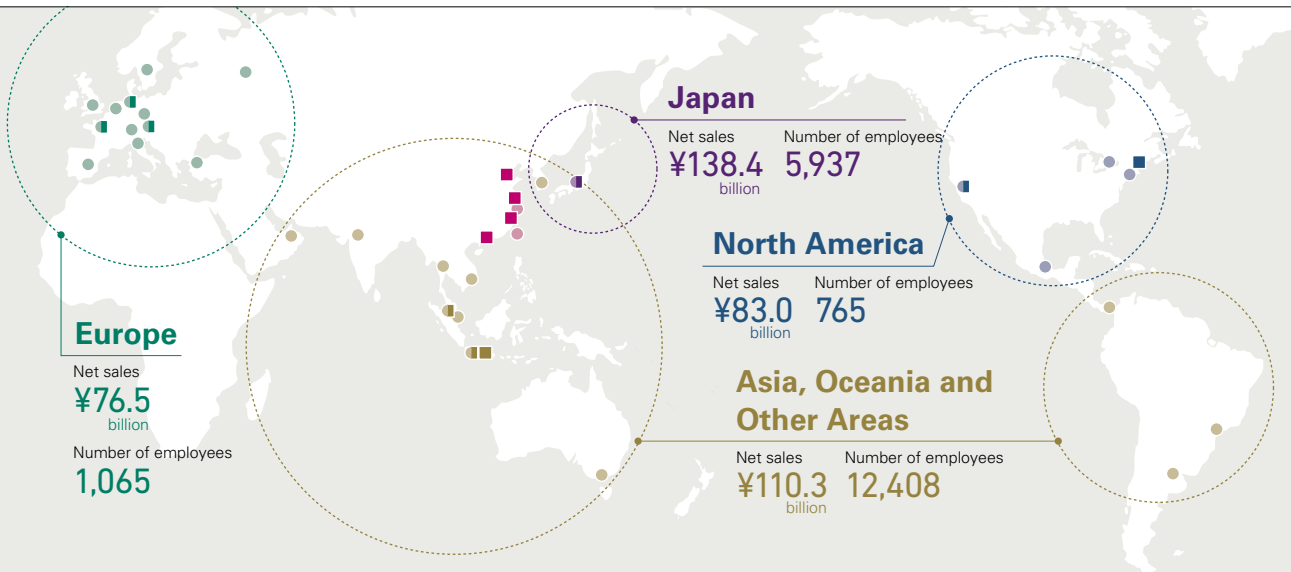 Japan
Net sales Number of employees
¥138.4 5,937
billion
North America
Net sales Number of employees
¥83.0 765
billion
Europe
Net sales
¥76.5
billion
Number of employees
1,065
Asia, Oceania and
Other Areas
Net sales Number of employees
¥110.3 12,408
billion